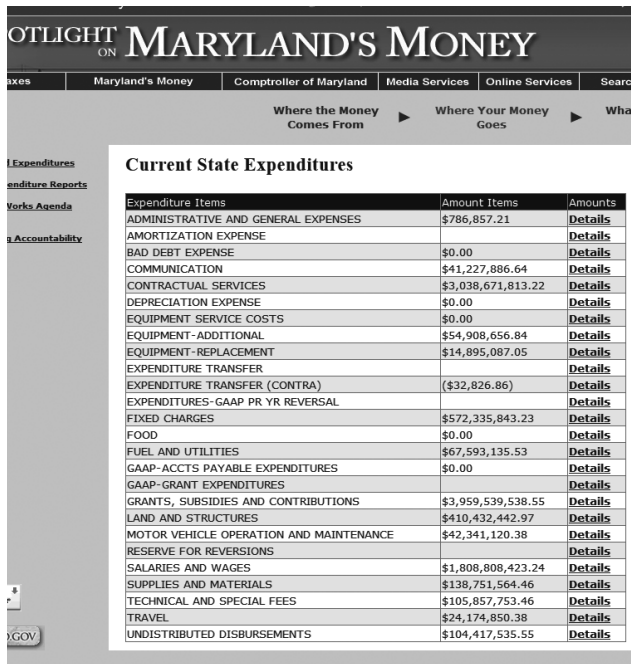 OTLIGHT ON MARYLAND'S MONEY
axes Maryland's Money Comptroller of Maryland Media Services Online Services Searc
Where the Money Comes From ▶ Where Your Money Goes ▶ Wha
d Expenditures
enditure Reports
Works Agenda
g Accountability
Current State Expenditures
Expenditure Items Amount Items Amounts
ADMINISTRATIVE AND GENERAL EXPENSES $786,857.21 Details
AMORTIZATION EXPENSE Details
BAD DEBT EXPENSE $0.00 Details
COMMUNICATION $41,227,886.64 Details
CONTRACTUAL SERVICES $3,038,671,813.22 Details
DEPRECIATION EXPENSE $0.00 Details
EQUIPMENT SERVICE COSTS $0.00 Details
EQUIPMENT-ADDITIONAL $54,908,656.84 Details
EQUIPMENT-REPLACEMENT $14,895,087.05 Details
EXPENDITURE TRANSFER Details
EXPENDITURE TRANSFER (CONTRA) ($32,826.86) Details
EXPENDITURES-GAAP PR YR REVERSAL Details
FIXED CHARGES $572,335,843.23 Details
FOOD $0.00 Details
FUEL AND UTILITIES $67,593,135.53 Details
GAAP-ACCTS PAYABLE EXPENDITURES $0.00 Details
GAAP-GRANT EXPENDITURES Details
GRANTS, SUBSIDIES AND CONTRIBUTIONS $3,959,539,538.55 Details
LAND AND STRUCTURES $410,432,442.97 Details
MOTOR VEHICLE OPERATION AND MAINTENANCE $42,341,120.38 Details
RESERVE FOR REVERSIONS Details
SALARIES AND WAGES $1,808,808,423.24 Details
SUPPLIES AND MATERIALS $138,751,564.46 Details
TECHNICAL AND SPECIAL FEES $105,857,753.46 Details
TRAVEL $24,174,850.38 Details
UNDISTRIBUTED DISBURSEMENTS $104,417,535.55 Details
.GOV